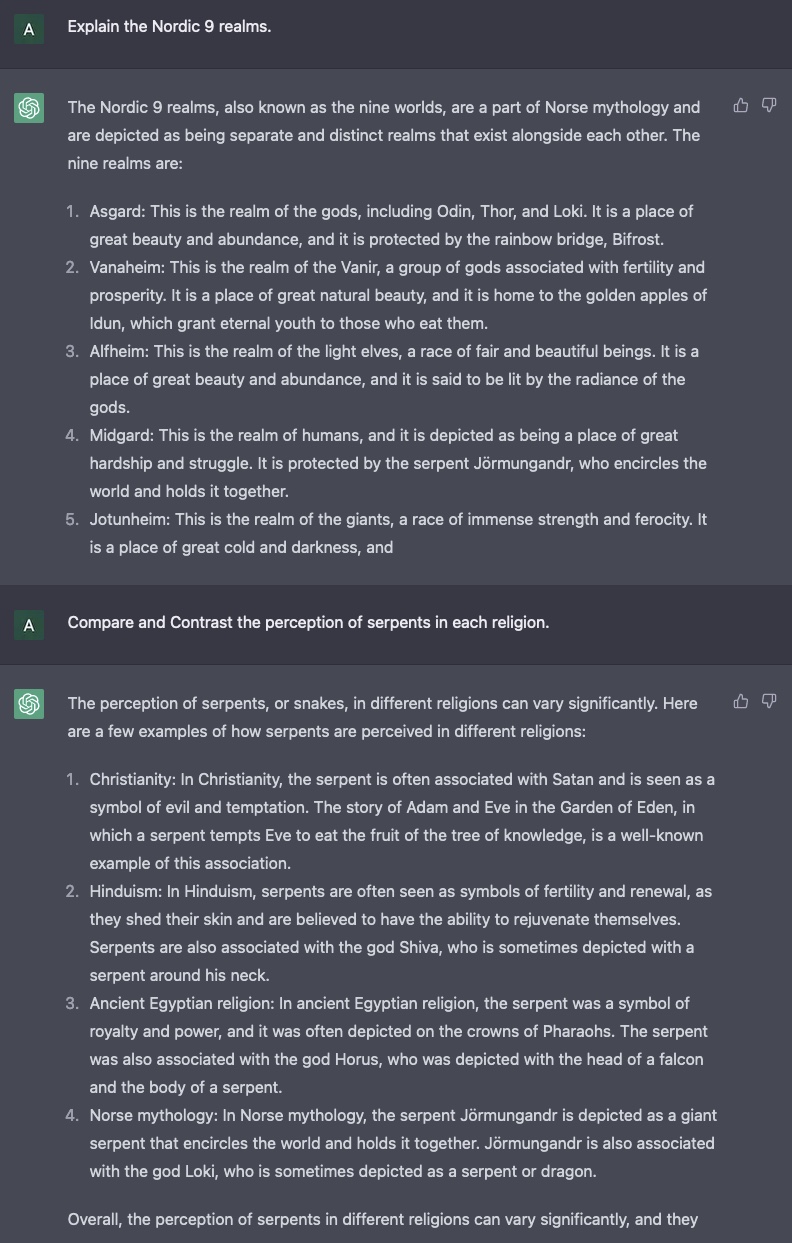 A
Explain the Nordic 9 realms.
The Nordic 9 realms, also known as the nine worlds, are a part of Norse mythology and
are depicted as being separate and distinct realms that exist alongside each other. The
nine realms are:
1. Asgard: This is the realm of the gods, including Odin, Thor, and Loki. It is a place of
great beauty and abundance, and it is protected by the rainbow bridge, Bifrost.
2. Vanaheim: This is the realm of the Vanir, a group of gods associated with fertility and
prosperity. It is a place of great natural beauty, and it is home to the golden apples of
Idun, which grant eternal youth to those who eat them.
3. Alfheim: This is the realm of the light elves, a race of fair and beautiful beings. It is a
place of great beauty and abundance, and it is said to be lit by the radiance of the
gods.
4. Midgard: This is the realm of humans, and it is depicted as being a place of great
hardship and struggle. It is protected by the serpent Jörmungandr, who encircles the
world and holds it together.
5. Jotunheim: This is the realm of the giants, a race of immense strength and ferocity. It
is a place of great cold and darkness, and
A
Compare and Contrast the perception of serpents in each religion.
The perception of serpents, or snakes, in different religions can vary significantly. Here
are a few examples of how serpents are perceived in different religions:
1. Christianity: In Christianity, the serpent is often associated with Satan and is seen as a
symbol of evil and temptation. The story of Adam and Eve in the Garden of Eden, in
which a serpent tempts Eve to eat the fruit of the tree of knowledge, is a well-known
example of this association.
2. Hinduism: In Hinduism, serpents are often seen as symbols of fertility and renewal, as
they shed their skin and are believed to have the ability to rejuvenate themselves.
Serpents are also associated with the god Shiva, who is sometimes depicted with a
serpent around his neck.
3. Ancient Egyptian religion: In ancient Egyptian religion, the serpent was a symbol of
royalty and power, and it was often depicted on the crowns of Pharaohs. The serpent
was also associated with the god Horus, who was depicted with the head of a falcon
and the body of a serpent.
4. Norse mythology: In Norse mythology, the serpent Jörmungandr is depicted as a giant
serpent that encircles the world and holds it together. Jörmungandr is also associated
with the god Loki, who is sometimes depicted as a serpent or dragon.
Overall, the perception of serpents in different religions can vary significantly, and they